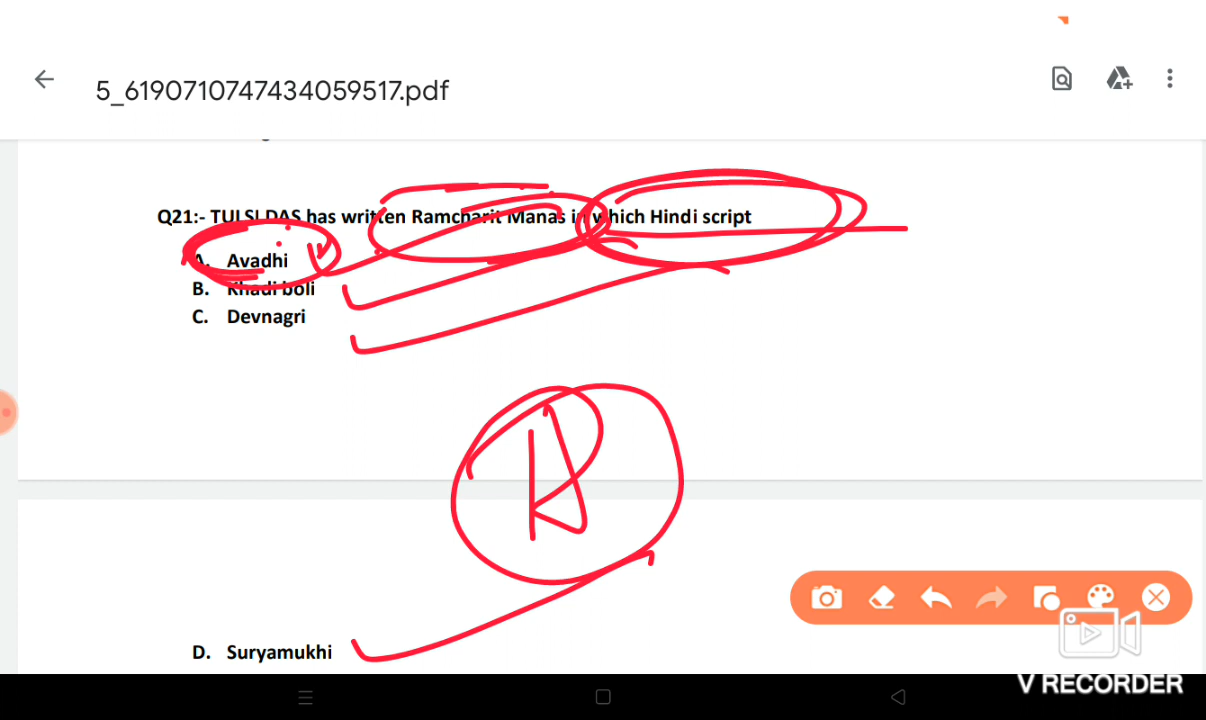 5_6190710747434059517.pdf
Q21:- TULSI DAS has written Ramcharit Manas in which Hindi script
A. Avadhi
B. Khadi boli
C. Devnagri
A
D. Suryamukhi
V RECORDER